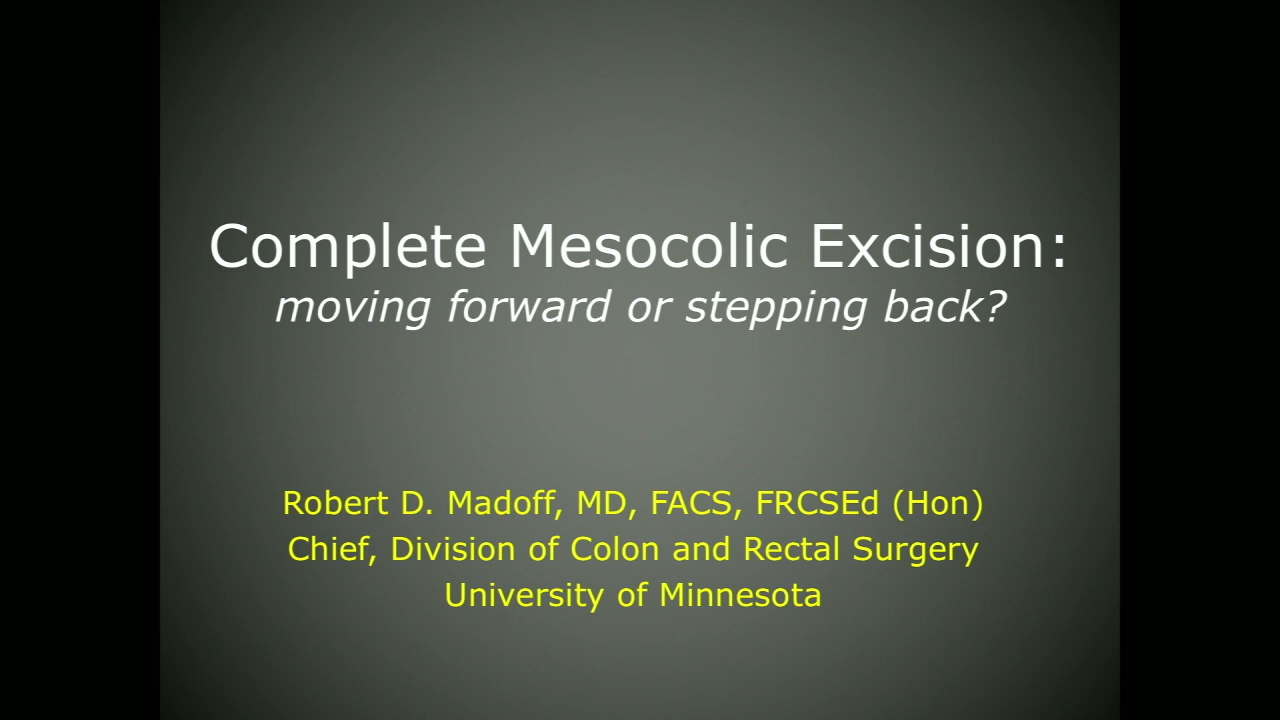 Complete Mesocolic Excision:
moving forward or stepping back?
Robert D. Madoff, MD, FACS, FRCSEd (Hon)
Chief, Division of Colon and Rectal Surgery
University of Minnesota